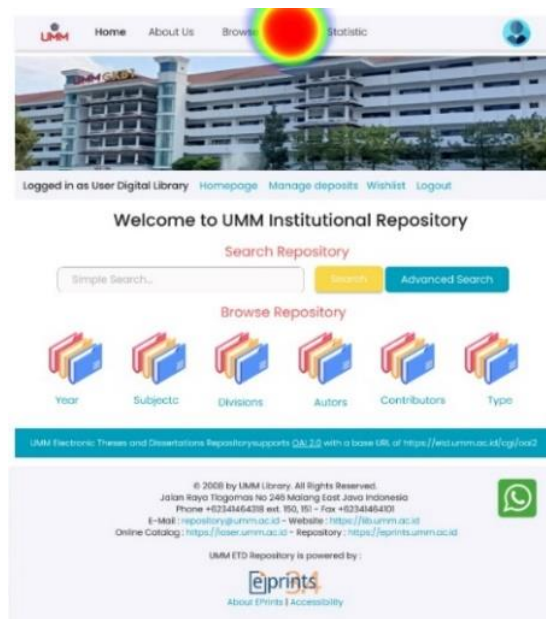 UMM Home About Us Browse Statistic
UMM GKB
Logged in as User Digital Library Homepage Manage deposits Wishlist Logout
Welcome to UMM Institutional Repository
Search Repository
Simple Search... Search Advanced Search
Browse Repository
Year Subjectc Divisions Autors Contributors Type
UMM Electronic Theses and Dissertations Repositorysupports OAI 2.0 with a base URL of https://etd.umm.ac.id/cgi/oai2
© 2008 by UMM Library. All Rights Reserved.
Jalan Raya Tlogomas No 246 Malang East Java Indonesia
Phone +62341464318 ext. 150, 151 - Fax +62341464101
E-Mail : repository@umm.ac.id - Website : https://lib.umm.ac.id
Online Catalog : https://laser.umm.ac.id - Repository : https://eprints.umm.ac.id
UMM ETD Repository is powered by :
eprints 3.4
About EPrints | Accessibility